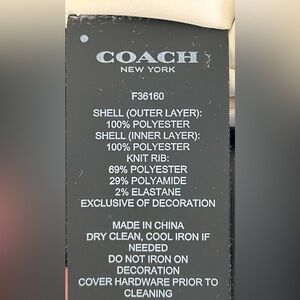 COACH
NEW YORK
F36160
SHELL (OUTER LAYER):
100% POLYESTER
SHELL (INNER LAYER):
100% POLYESTER
KNIT RIB:
69% POLYESTER
29% POLYAMIDE
2% ELASTANE
EXCLUSIVE OF DECORATION
MADE IN CHINA
DRY CLEAN, COOL IRON IF
NEEDED
DO NOT IRON ON
DECORATION
COVER HARDWARE PRIOR TO
CLEANING